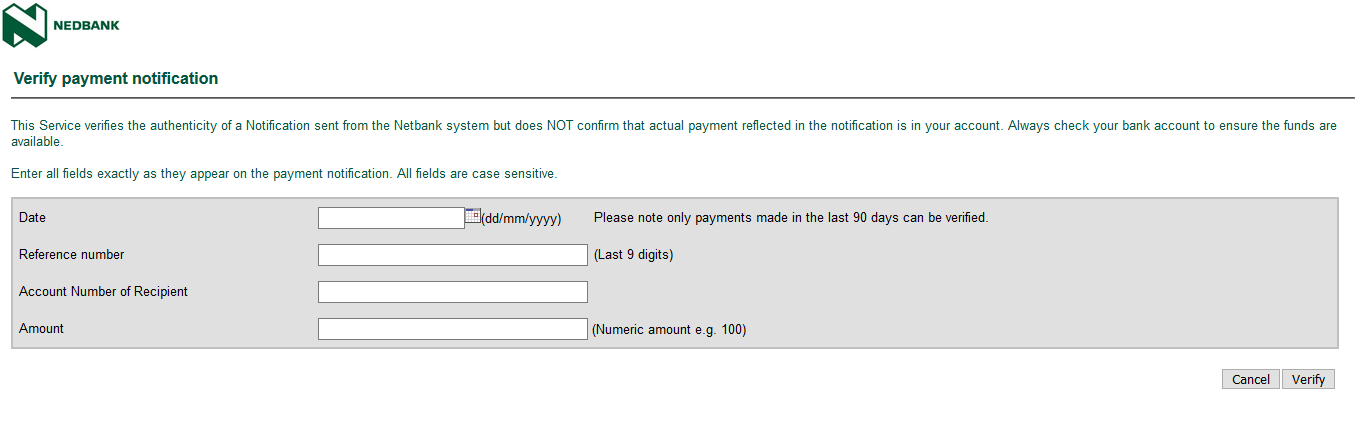 NEDBANK
Verify payment notification
This Service verifies the authenticity of a Notification sent from the Netbank system but does NOT confirm that actual payment reflected in the notification is in your account. Always check your bank account to ensure the funds are
available.
Enter all fields exactly as they appear on the payment notification. All fields are case sensitive.
Date (dd/mm/yyyy) Please note only payments made in the last 90 days can be verified.
Reference number (Last 9 digits)
Account Number of Recipient
Amount (Numeric amount e.g. 100)
Cancel Verify